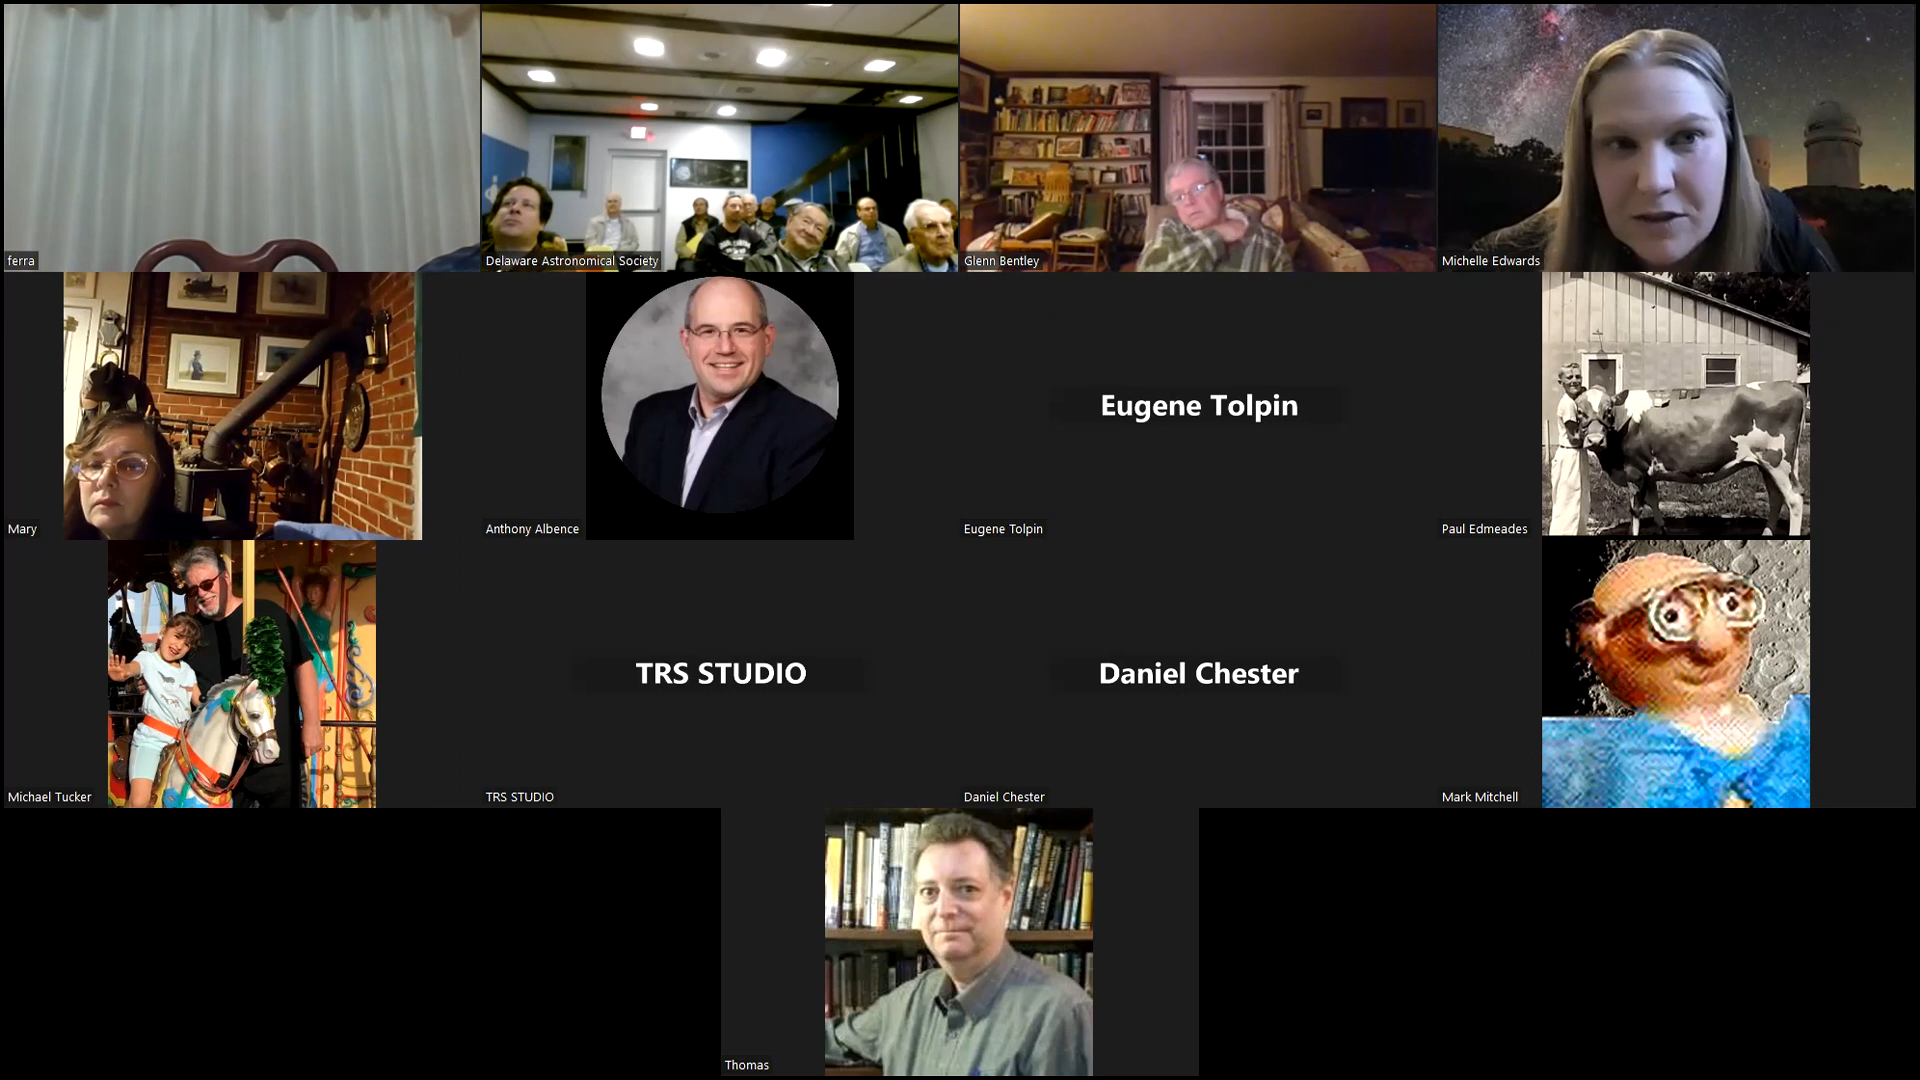 ferra
Delaware Astronomical Society
Glenn Bentley
Michelle Edwards
Mary
Anthony Albence
Eugene Tolpin
Eugene Tolpin
Paul Edmeades
Michael Tucker
TRS STUDIO
TRS STUDIO
Daniel Chester
Daniel Chester
Mark Mitchell
Thomas